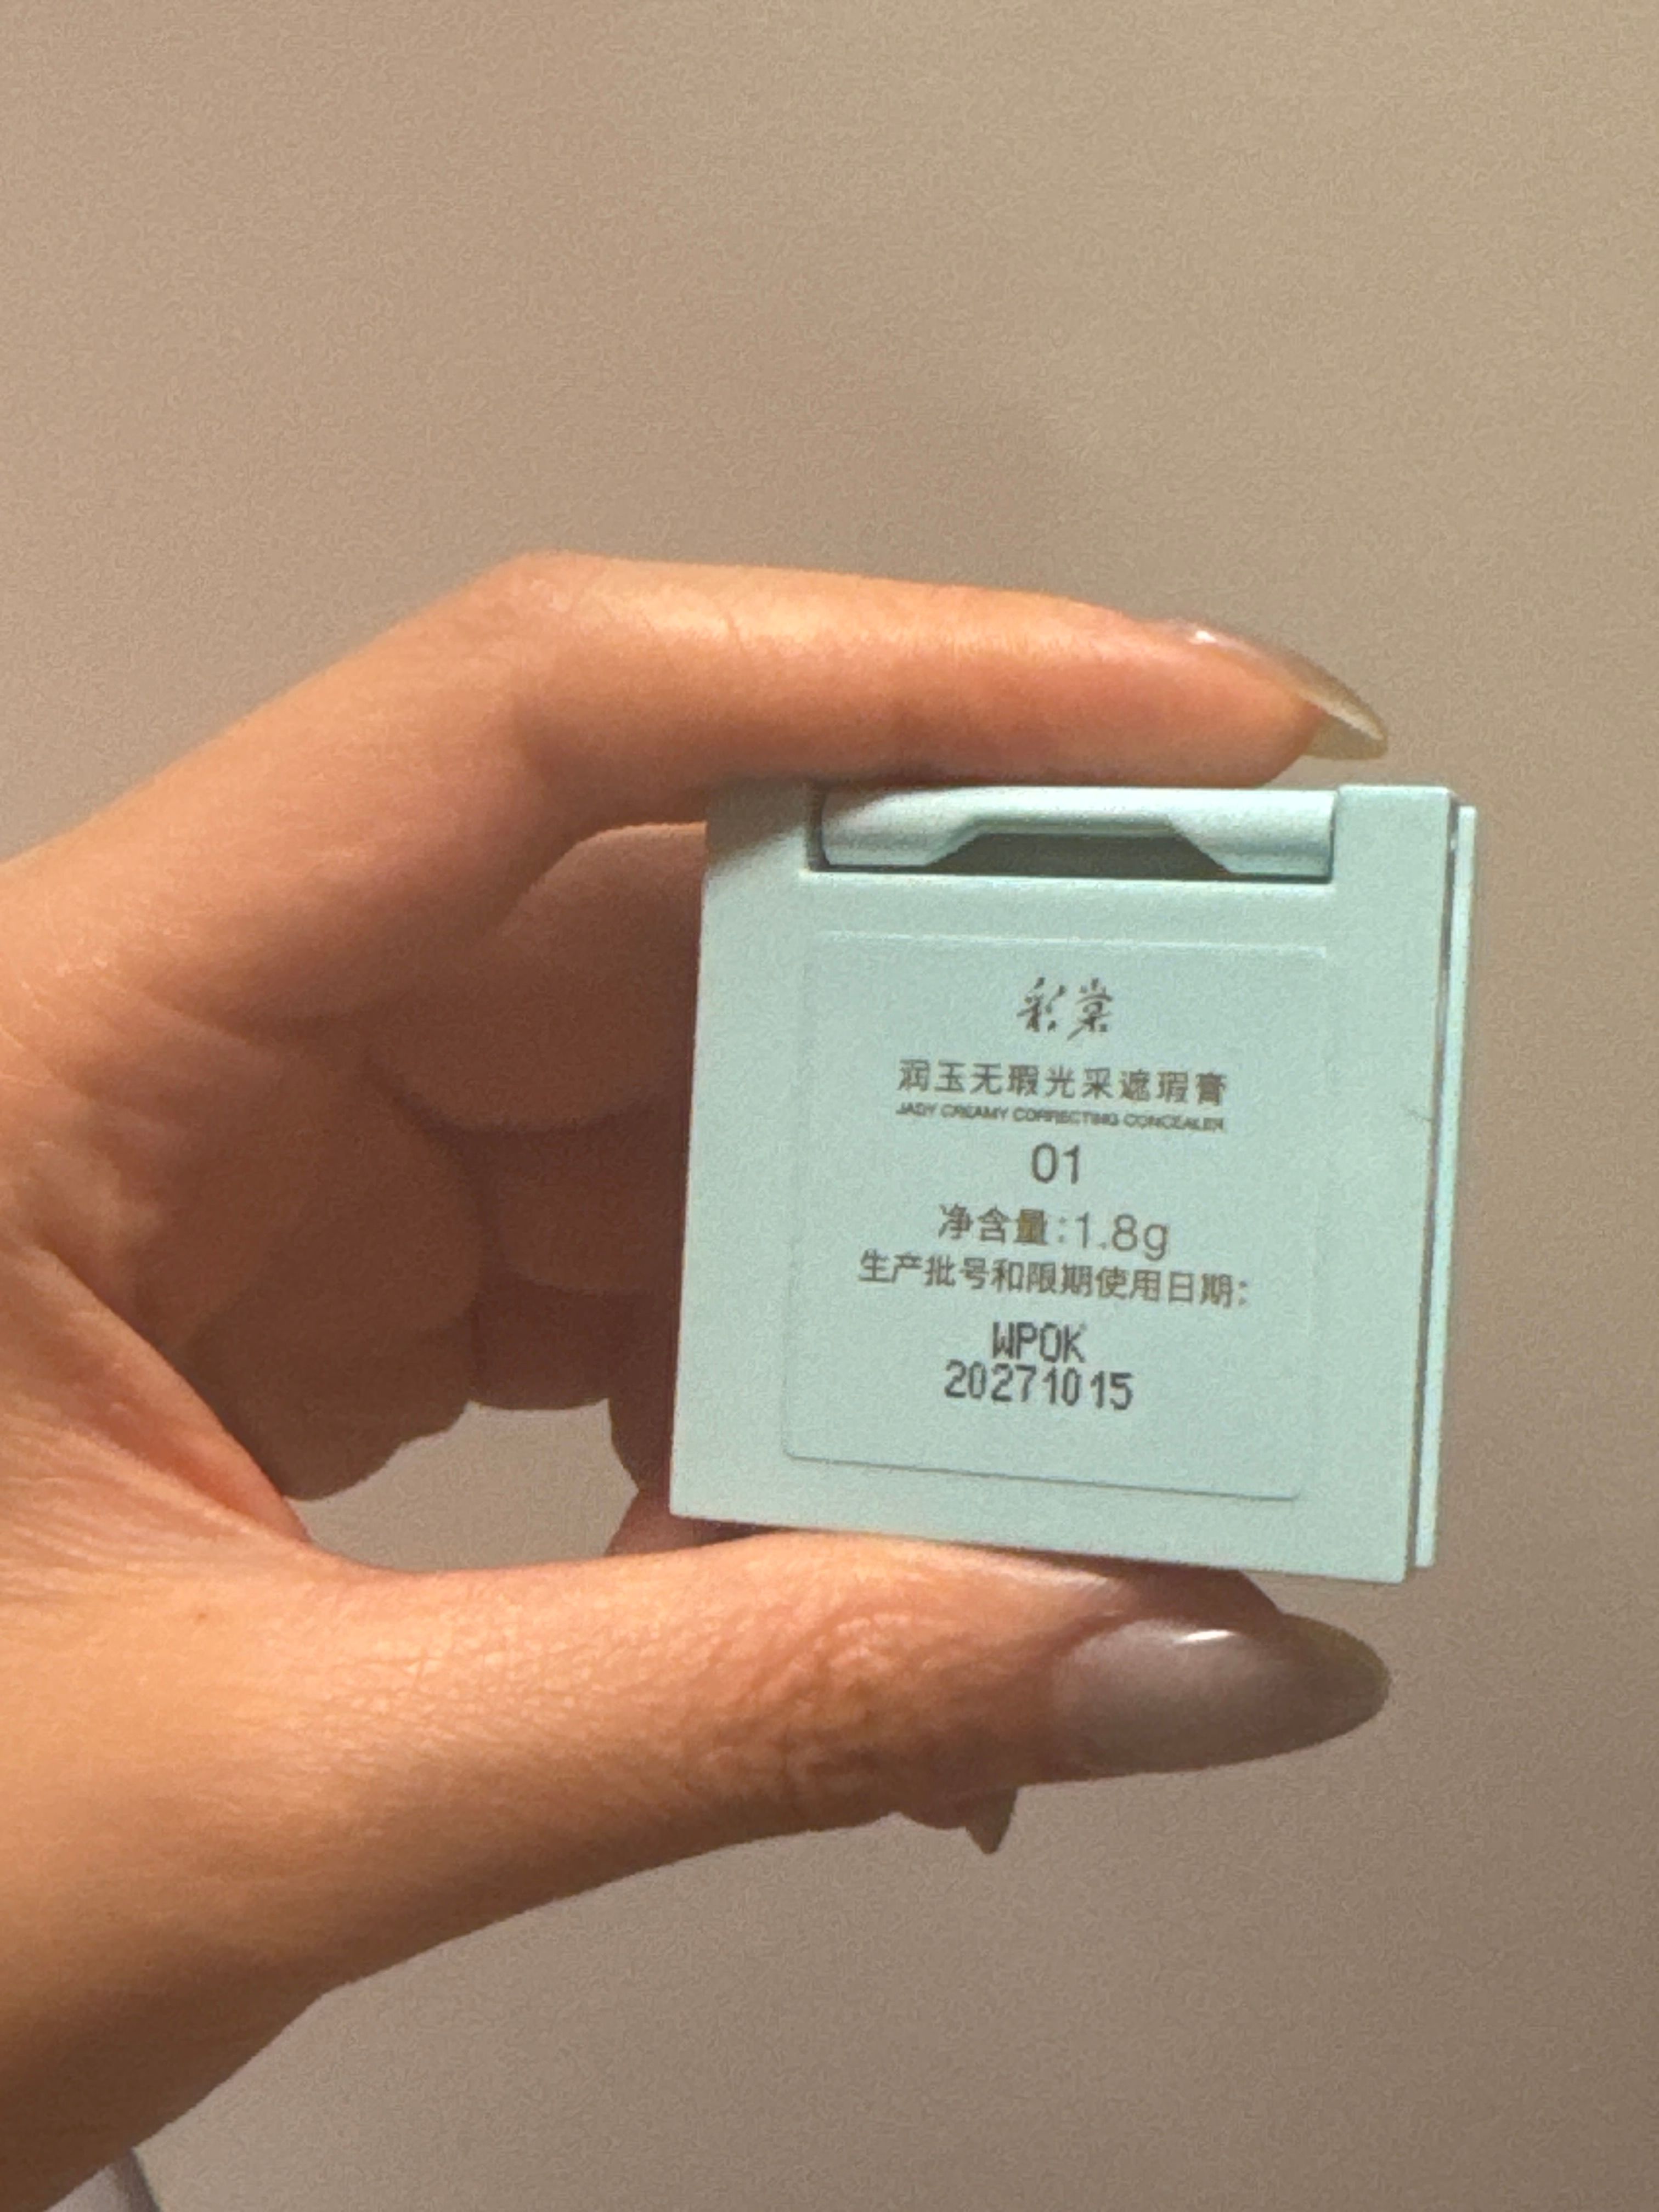 彩棠
润玉无瑕光采遮瑕膏
JADY CREAMY CORRECTING CONCEALER
01
净含量:1.8g
生产批号和限期使用日期:
WP0K
20271015